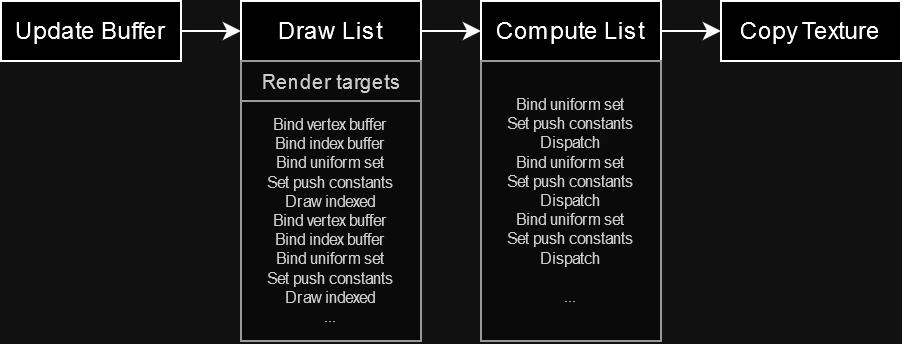 Update Buffer
Draw List
Compute List
Copy Texture
Render targets
Bind vertex buffer
Bind index buffer
Bind uniform set
Set push constants
Draw indexed
Bind vertex buffer
Bind index buffer
Bind uniform set
Set push constants
Draw indexed
...
Bind uniform set
Set push constants
Dispatch
Bind uniform set
Set push constants
Dispatch
Bind uniform set
Set push constants
Dispatch
...